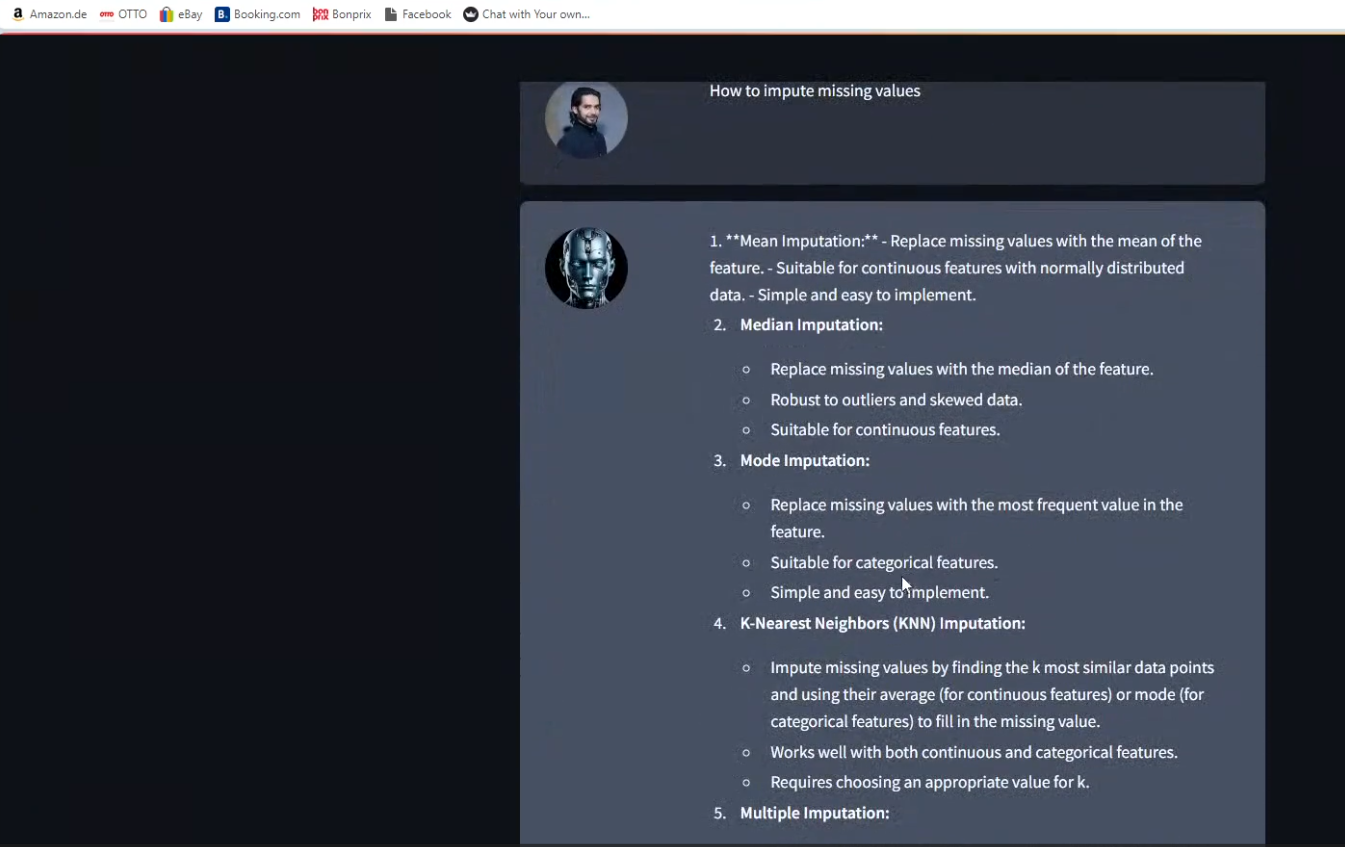 Amazon.de OTTO eBay Booking.com Bonprix Facebook Chat with Your own...
How to impute missing values
1. **Mean Imputation:** - Replace missing values with the mean of the
feature. - Suitable for continuous features with normally distributed
data. - Simple and easy to implement.
2. Median Imputation:
Replace missing values with the median of the feature.
Robust to outliers and skewed data.
Suitable for continuous features.
3. Mode Imputation:
Replace missing values with the most frequent value in the
feature.
Suitable for categorical features.
Simple and easy to implement.
4. K-Nearest Neighbors (KNN) Imputation:
Impute missing values by finding the k most similar data points
and using their average (for continuous features) or mode (for
categorical features) to fill in the missing value.
Works well with both continuous and categorical features.
Requires choosing an appropriate value for k.
5. Multiple Imputation: